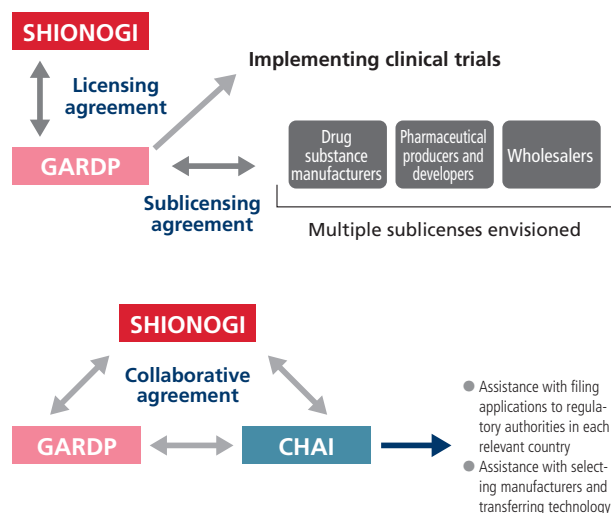 SHIONOGI
Implementing clinical trials
Licensing
agreement
GARDP
Drug
substance
manufacturers
Pharmaceutical
producers and
developers
Wholesalers
Sublicensing
agreement
Multiple sublicenses envisioned
SHIONOGI
Collaborative
agreement
GARDP
CHAI
● Assistance with filing
applications to regula-
tory authorities in each
relevant country
● Assistance with select-
ing manufacturers and
transferring technology